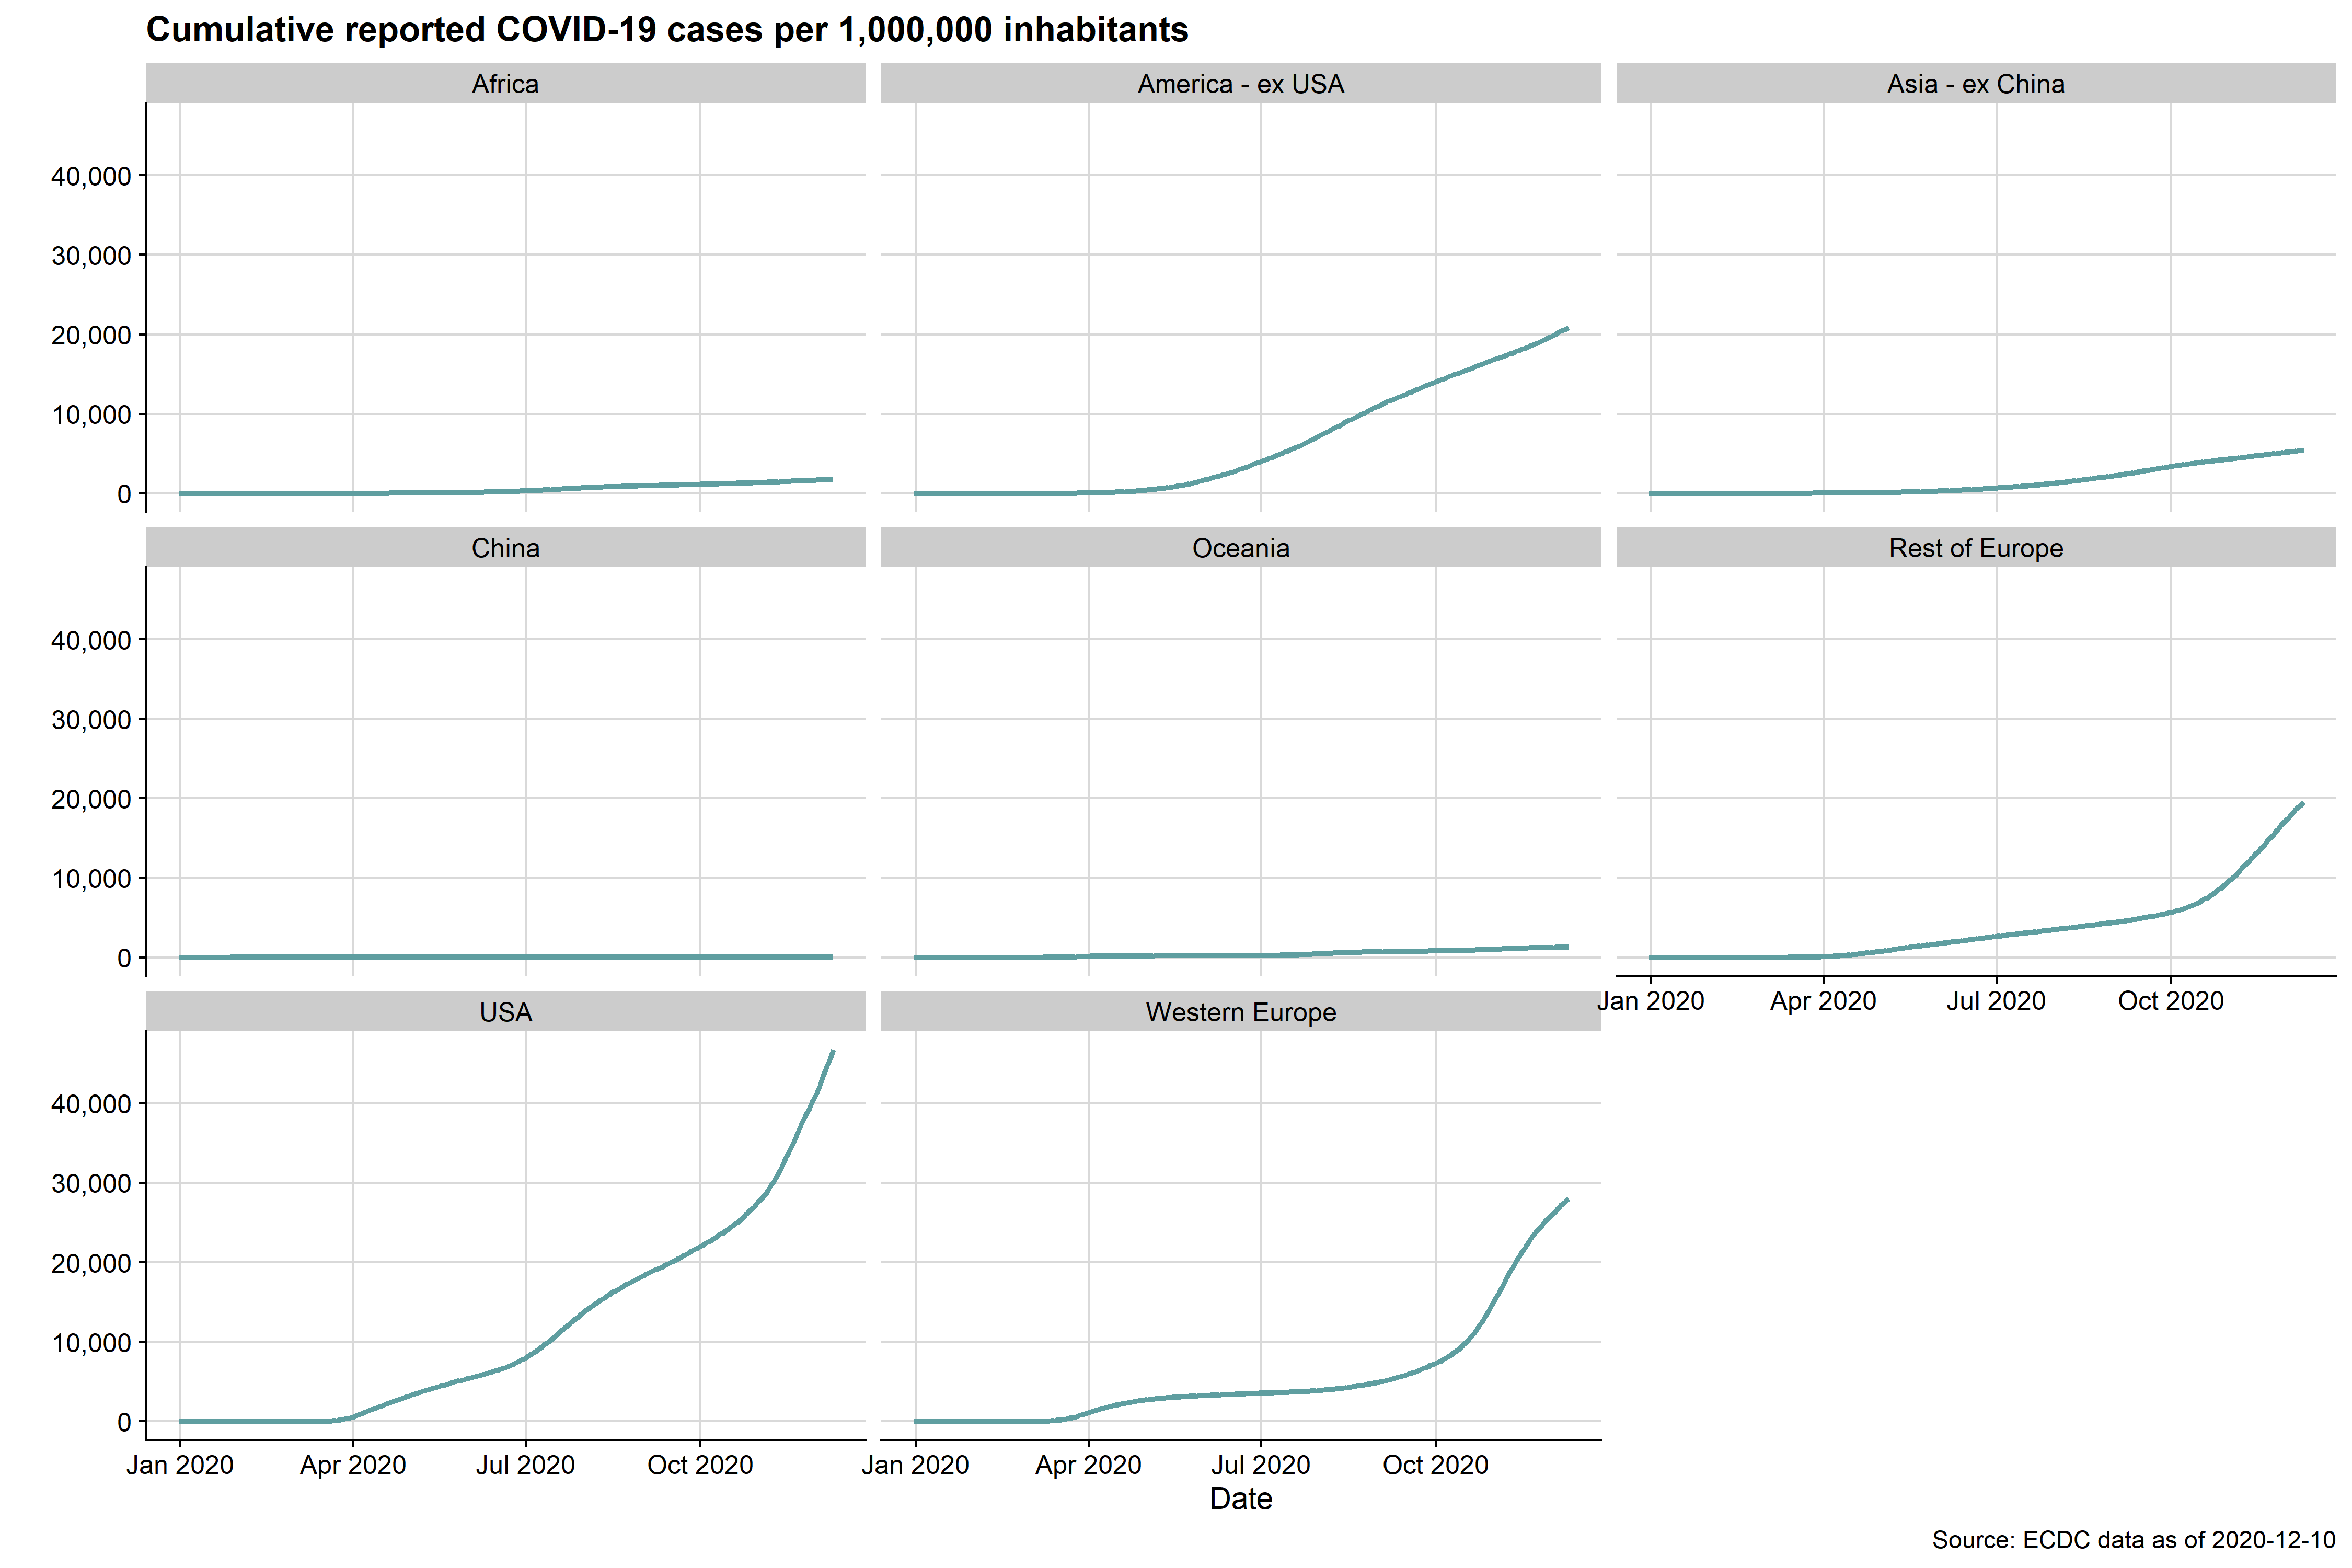 Cumulative reported COVID-19 cases per 1,000,000 inhabitants
Africa
America - ex USA
Asia - ex China
40,000
30,000
20,000
10,000
0
China
Oceania
Rest of Europe
40,000
30,000
20,000
10,000
0
Jan 2020 Apr 2020 Jul 2020 Oct 2020
USA
Western Europe
40,000
30,000
20,000
10,000
0
Jan 2020 Apr 2020 Jul 2020 Oct 2020
Jan 2020 Apr 2020 Jul 2020 Oct 2020
Date
Source: ECDC data as of 2020-12-10